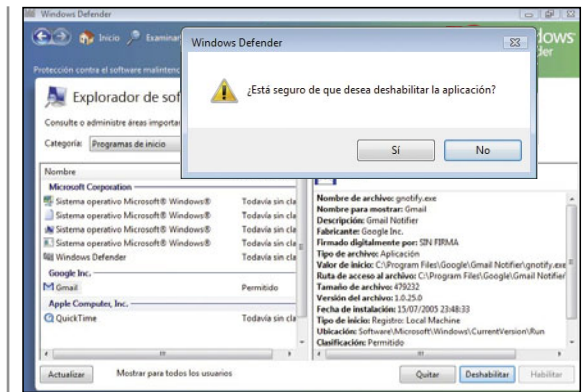 Windows Defender
Inicio
Examinar
Protección contra el software malintenc
Windows Defender
¿Está seguro de que desea deshabilitar la aplicación?
Sí
No
Explorador de sof
Consulte o administre áreas importa
Categoría: Programas de inicio
Nombre
Microsoft Corporation
Sistema operativo Microsoft® Windows® Todavía sin cla
Sistema operativo Microsoft® Windows® Todavía sin cla
Sistema operativo Microsoft® Windows® Todavía sin cla
Sistema operativo Microsoft® Windows® Todavía sin cla
Windows Defender Todavía sin cla
Google Inc.
Gmail Permitido
Apple Computer, Inc.
QuickTime Todavía sin cla
Nombre de archivo: gnotify.exe
Nombre para mostrar: Gmail
Descripción: Gmail Notifier
Fabricante: Google Inc.
Firmado digitalmente por: SIN FIRMA
Tipo de archivo: Aplicación
Valor de inicio: C:\Program Files\Google\Gmail Notifier\gnotify.exe
Ruta de acceso al archivo: C:\Program Files\Google\Gmail Notifier
Tamaño de archivo: 479232
Versión del archivo: 1.0.25.0
Fecha de instalación: 15/07/2005 23:48:33
Tipo de inicio: Registro: Local Machine
Ubicación: Software\Microsoft\Windows\CurrentVersion\Run
Clasificación: Permitido
Actualizar
Mostrar para todos los usuarios
Quitar
Deshabilitar
Habilitar